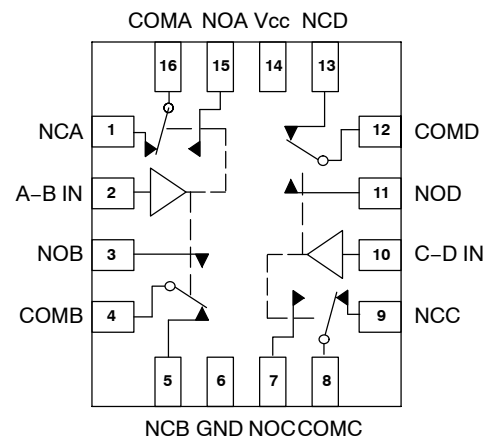 COMA NOA Vcc NCD
16 15 14 13
NCA 1 12 COMD
A−B IN 2 11 NOD
NOB 3 10 C−D IN
COMB 4 9 NCC
5 6 7 8
NCB GND NOC COMC